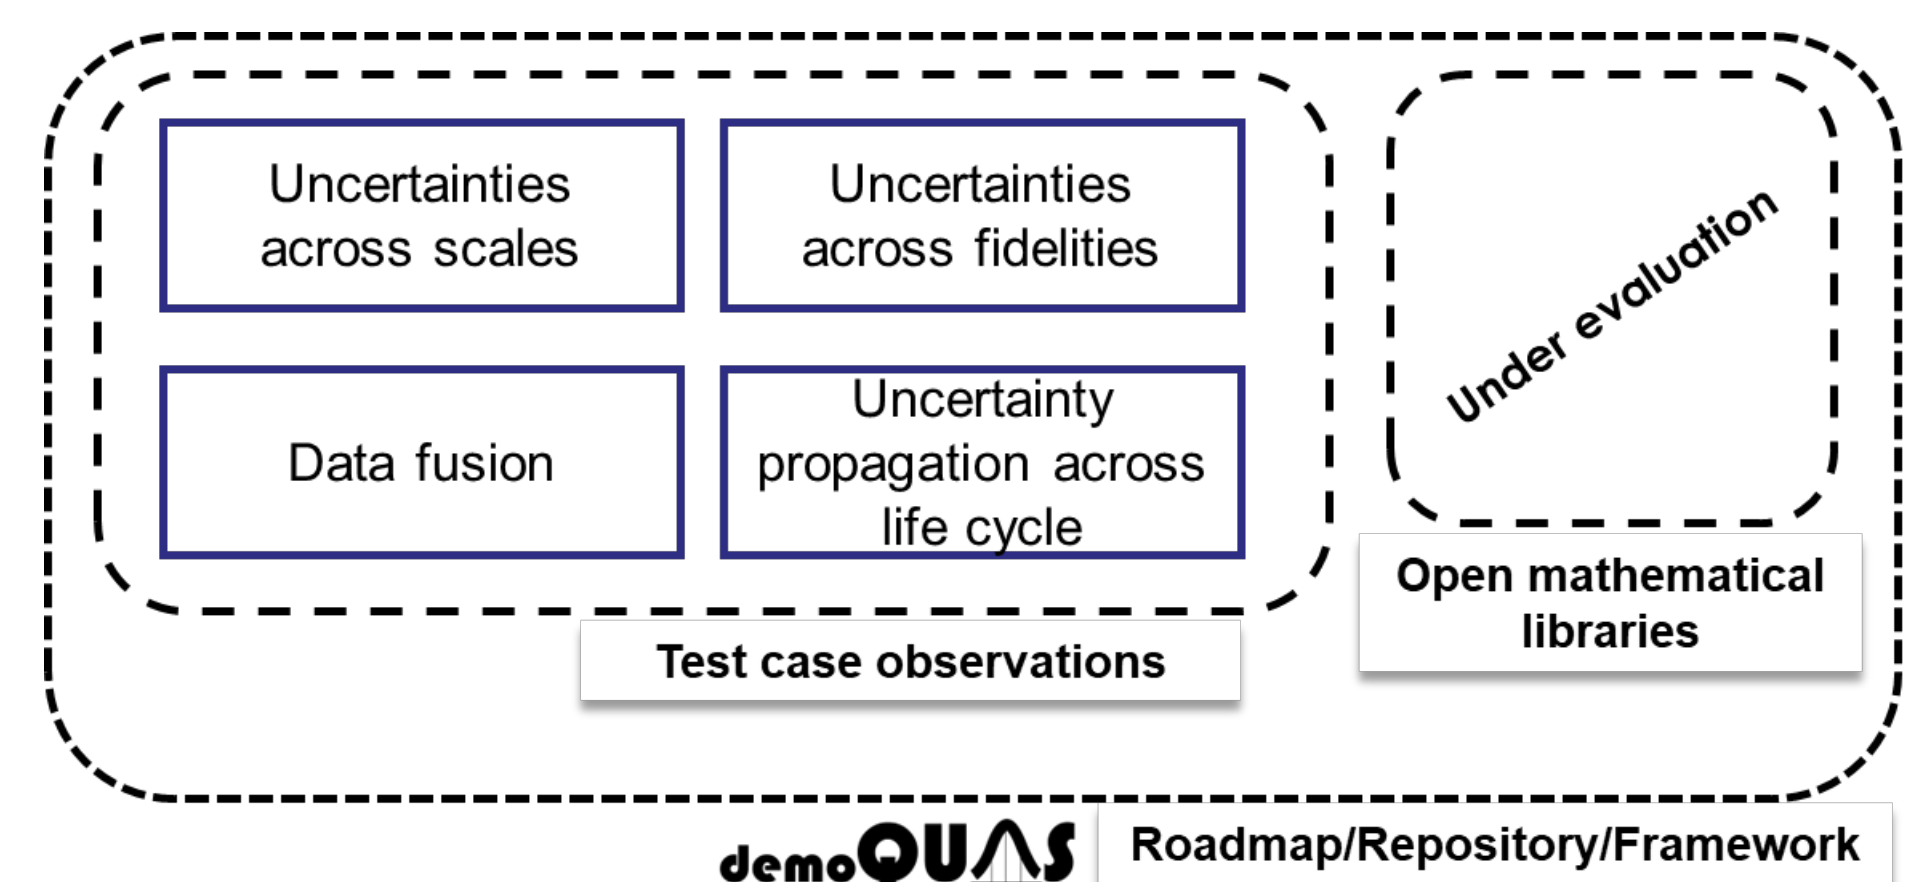 Uncertainties
across scales
Uncertainties
across fidelities
Data fusion
Uncertainty
propagation across
life cycle
Under evaluation
Open mathematical
libraries
Test case observations
demoQUAS
Roadmap/Repository/Framework